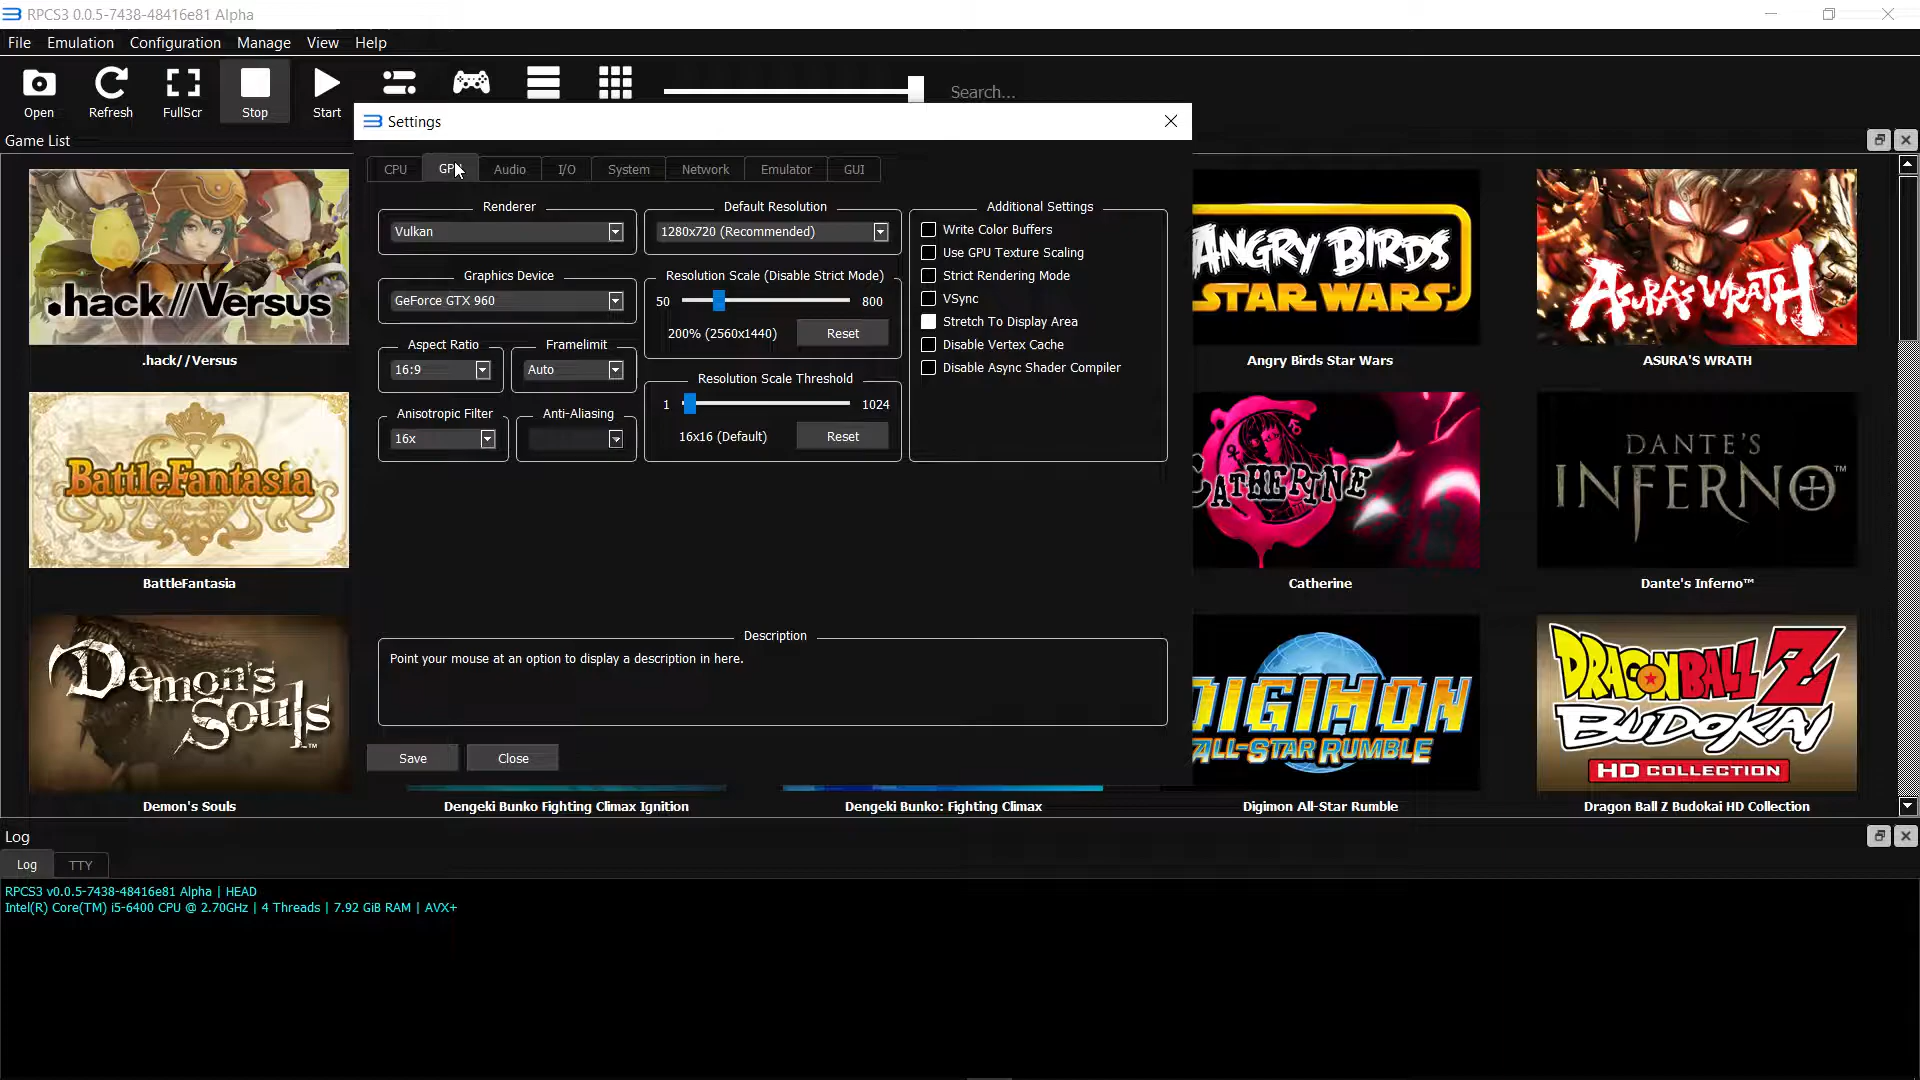 RPCS3 0.0.5-7438-48416e81 Alpha
File Emulation Configuration Manage View Help
Open Refresh FullScr Stop Start
Search...
Game List
Settings
CPU Audio I/O System Network Emulator GUI
Renderer
Vulkan
Graphics Device
GeForce GTX 960
Aspect Ratio
16:9
Framelimit
Auto
Anisotropic Filter
16x
Anti-Aliasing
Default Resolution
1280x720 (Recommended)
Resolution Scale (Disable Strict Mode)
50 800
200% (2560x1440) Reset
Resolution Scale Threshold
1 1024
16x16 (Default) Reset
Additional Settings
Write Color Buffers
Use GPU Texture Scaling
Strict Rendering Mode
VSync
Stretch To Display Area
Disable Vertex Cache
Disable Async Shader Compiler
Description
Point your mouse at an option to display a description in here.
Save Close
.hack//Versus
.hack//Versus
ANGRY BIRDS
STAR WARS
Angry Birds Star Wars
ASURA'S WRATH
ASURA'S WRATH
BattleFantasia
BattleFantasia
CATHERINE
Catherine
DANTE'S
INFERNO™
Dante's Inferno™
Demon's
Souls™
Demon's Souls
Dengeki Bunko Fighting Climax Ignition
Dengeki Bunko: Fighting Climax
DIGIMON
ALL-STAR RUMBLE
Digimon All-Star Rumble
DRAGON BALL Z
BUDOKAI
HD COLLECTION
Dragon Ball Z Budokai HD Collection
Log
Log TTY
RPCS3 v0.0.5-7438-48416e81 Alpha | HEAD
Intel(R) Core(TM) i5-6400 CPU @ 2.70GHz | 4 Threads | 7.92 GiB RAM | AVX+